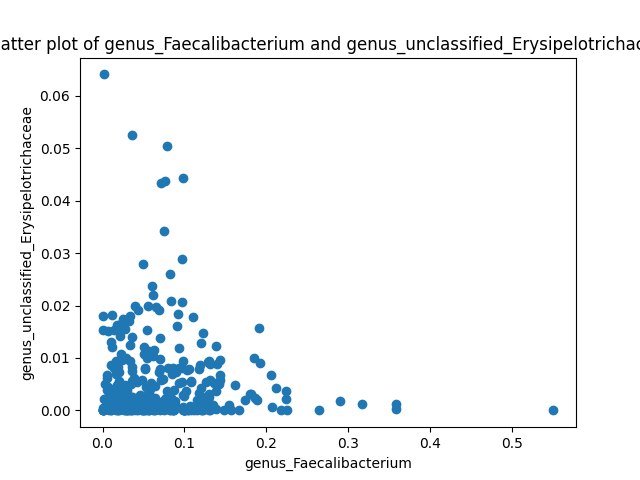 atter plot of genus_Faecalibacterium and genus_unclassified_Erysipelotricha
0.06
0.05
0.04
0.03
0.02
0.01
0.00
genus_unclassified_Erysipelotrichaceae
0.0 0.1 0.2 0.3 0.4 0.5
genus_Faecalibacterium